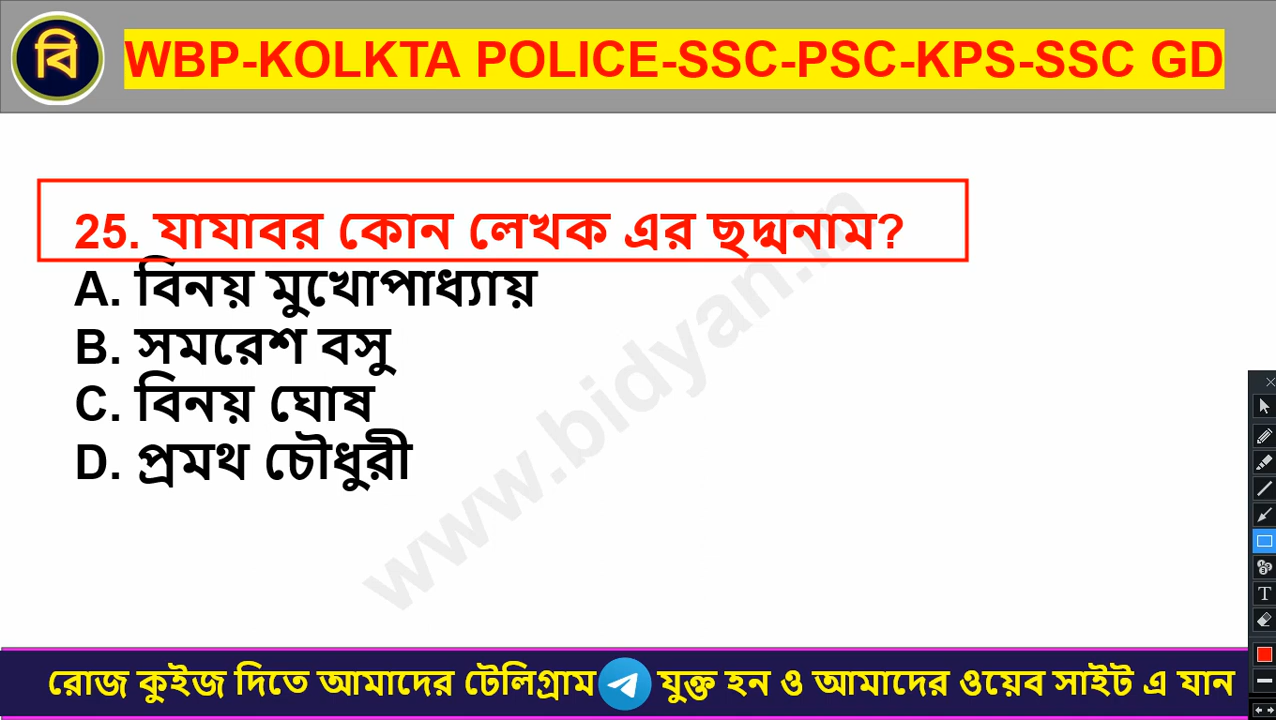 বি
WBP-KOLKTA POLICE-SSC-PSC-KPS-SSC GD
25. যাযাবর কোন লেখক এর ছদ্মনাম?
A. বিনয় মুখোপাধ্যায়
B. সমরেশ বসু
C. বিনয় ঘোষ
D. প্রমথ চৌধুরী
www.bidyan.in
রোজ কুইজ দিতে আমাদের টেলিগ্রাম যুক্ত হন ও আমাদের ওয়েব সাইট এ যান